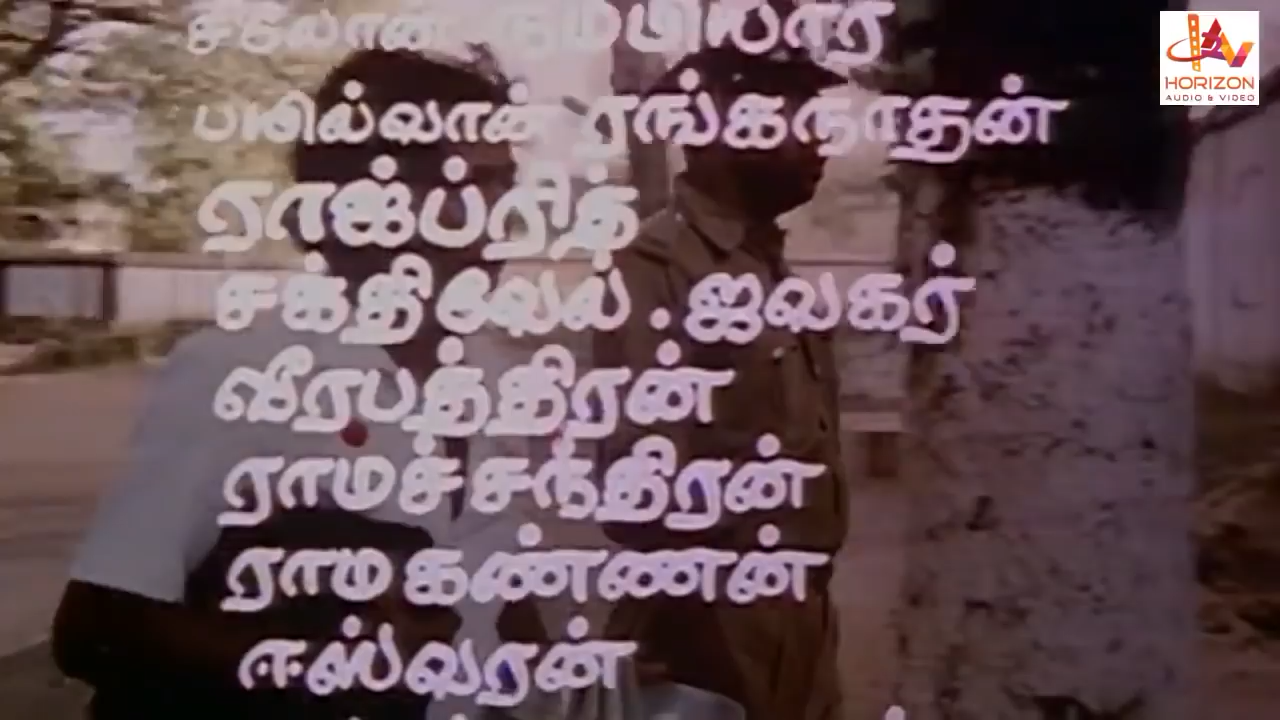 பயில்வான் ரங்கநாதன்
ராஜ்ப்ரித்
சக்திவேல் . ஜவகர்
வீரபத்திரன்
ராமச்சந்திரன்
ராமகண்ணன்
ஈஸ்வரன்
HORIZON
AUDIO & VIDEO